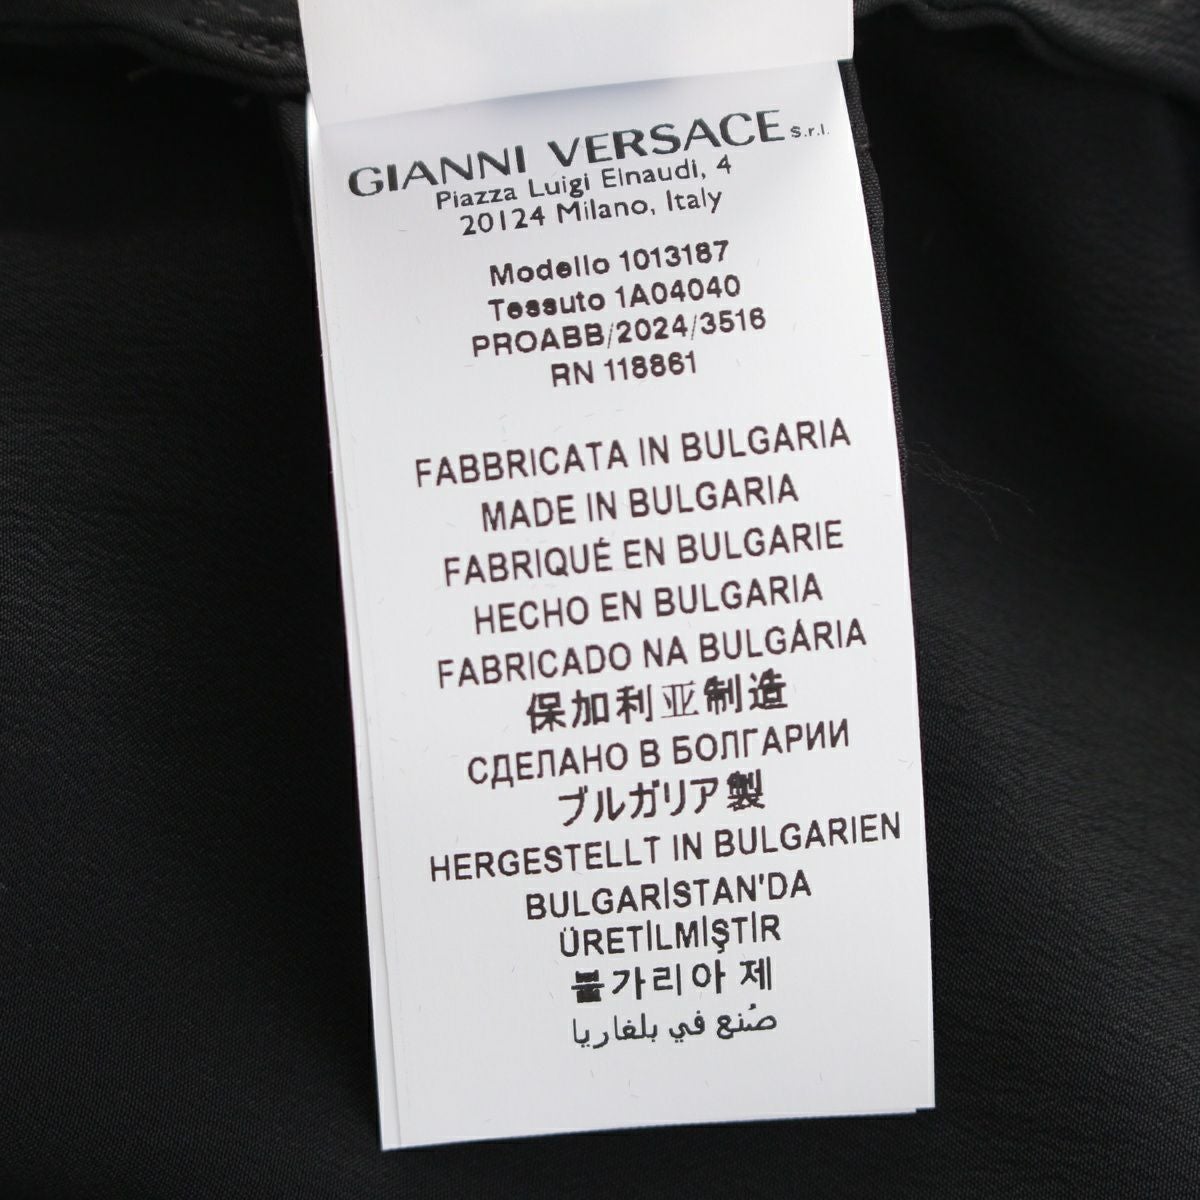 GIANNI VERSACE s.r.l.
Piazza Luigi Einaudi, 4
20124 Milano, Italy
Modello 1013187
Tessuto 1A04040
PROABB/2024/3516
RN 118861
FABBRICATA IN BULGARIA
MADE IN BULGARIA
FABRIQUÉ EN BULGARIE
HECHO EN BULGARIA
FABRICADO NA BULGÁRIA
保加利亚制造
СДЕЛАНО В БОЛГАРИИ
ブルガリア製
HERGESTELLT IN BULGARIEN
BULGARİSTAN'DA
ÜRETİLMİŞTİR
불가리아 제
صُنع في بلغاريا